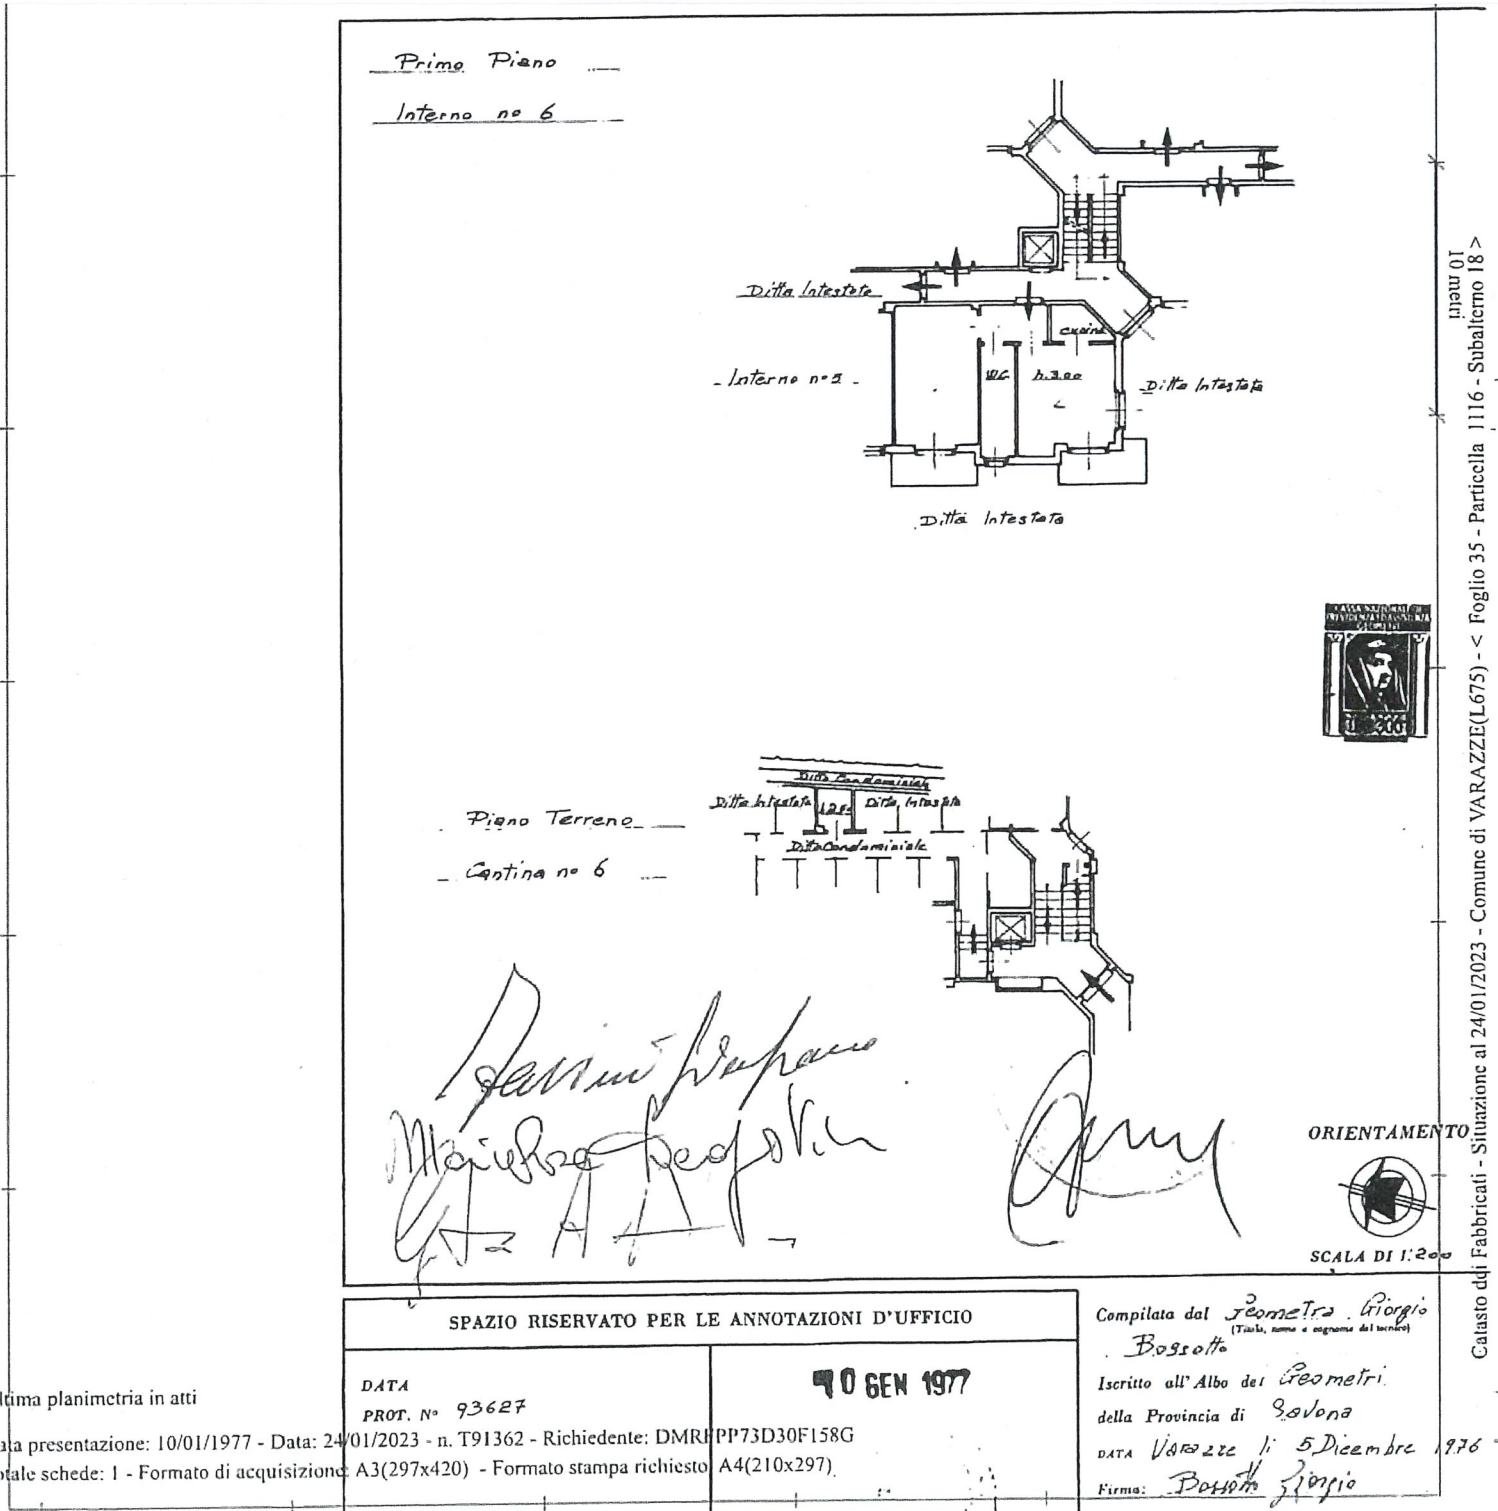 Primo Piano
Interno n° 6
cucina
Ditta Intestata
- Interno n° 5 -
W.C.
h. 3.00
Ditta Intestata
Ditta Intestata
10 metri
Catasto dei Fabbricati - Situazione al 24/01/2023 - Comune di VARAZZE(L675) - < Foglio 35 - Particella 1116 - Subalterno 18 >
CASSA NAZIONALE DI
Ditta Condominiale
Ditta Intestata
Ditta Intestata
Piano Terreno
Ditta Condominiale
- Cantina n° 6
ORIENTAMENTO
SCALA DI 1:200
SPAZIO RISERVATO PER LE ANNOTAZIONI D'UFFICIO
DATA
PROT. N° 93627
10 GEN 1977
Compilata dal Geometra Giorgio
(Titolo, nome e cognome del tecnico)
Bossotto
Iscritto all'Albo dei Geometri
della Provincia di Savona
DATA Varazze li 5 Dicembre 1976
Firma: Bossotto Giorgio
ltima planimetria in atti
ata presentazione: 10/01/1977 - Data: 24/01/2023 - n. T91362 - Richiedente: DMRFPP73D30F158G
otale schede: 1 - Formato di acquisizione A3(297x420) - Formato stampa richiesto A4(210x297)